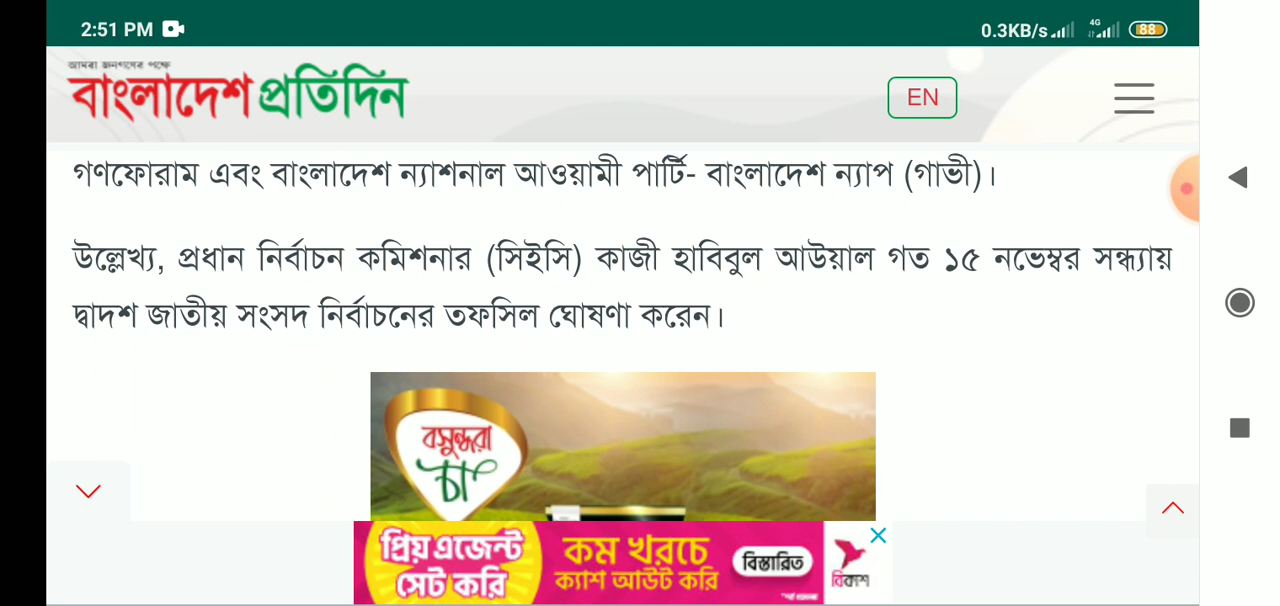 2:51 PM
0.3KB/s
4G
88
আমরা জনগণের পক্ষে
বাংলাদেশ প্রতিদিন
EN
গণফোরাম এবং বাংলাদেশ ন্যাশনাল আওয়ামী পার্টি- বাংলাদেশ ন্যাপ (গাভী)।
উল্লেখ্য, প্রধান নির্বাচন কমিশনার (সিইসি) কাজী হাবিবুল আউয়াল গত ১৫ নভেম্বর সন্ধ্যায়
দ্বাদশ জাতীয় সংসদ নির্বাচনের তফসিল ঘোষণা করেন।
বসুন্ধরা
চা
প্রিয় এজেন্ট
সেট করি
কম খরচে
ক্যাশ আউট করি
বিস্তারিত
বিকাশ